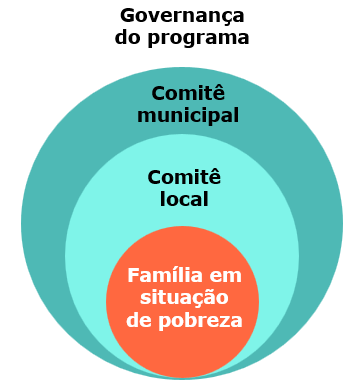 Governança
do programa
Comitê
municipal
Comitê
local
Família em
situação
de pobreza